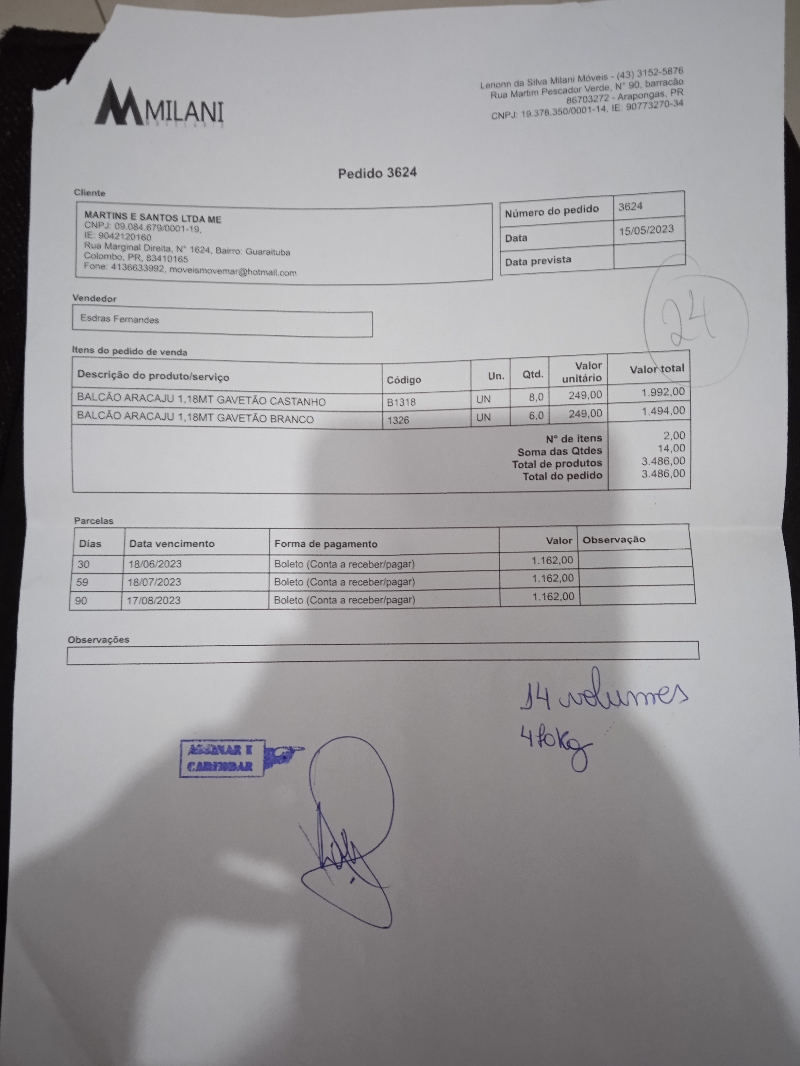 MILANI
Lenonn da Silva Milani Móveis - (43) 3152-5876
Rua Martim Pescador Verde, N° 90, barracão
86703272 - Arapongas, PR
CNPJ: 19.378.350/0001-14, IE: 90773270-34
Pedido 3624
Cliente
MARTINS E SANTOS LTDA ME
CNPJ: 09.084.679/0001-19,
IE: 9042120160
Rua Marginal Direita, N° 1624, Bairro: Guaraituba
Colombo, PR, 83410165
Fone: 4136633992, moveismovemar@hotmail.com
Número do pedido 3624
Data 15/05/2023
Data prevista
24
Vendedor
Esdras Fernandes
Itens do pedido de venda
Descrição do produto/serviço Código Un. Qtd. Valor unitário Valor total
BALCÃO ARACAJU 1,18MT GAVETÃO CASTANHO B1318 UN 8,0 249,00 1.992,00
BALCÃO ARACAJU 1,18MT GAVETÃO BRANCO 1326 UN 6,0 249,00 1.494,00
N° de itens 2,00
Soma das Qtdes 14,00
Total de produtos 3.486,00
Total do pedido 3.486,00
Parcelas
Dias Data vencimento Forma de pagamento Valor Observação
30 18/06/2023 Boleto (Conta a receber/pagar) 1.162,00
59 18/07/2023 Boleto (Conta a receber/pagar) 1.162,00
90 17/08/2023 Boleto (Conta a receber/pagar) 1.162,00
Observações
14 volumes
ASSINAR E
CARIMBAR